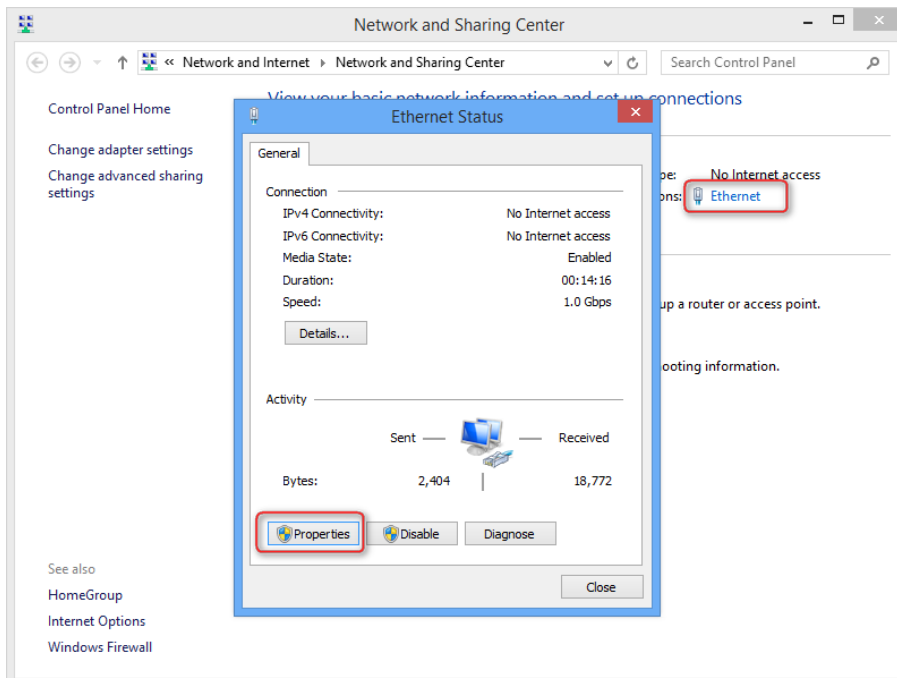 Network and Sharing Center
« Network and Internet Network and Sharing Center
Search Control Panel
Control Panel Home
Change adapter settings
Change advanced sharing
settings
See also
HomeGroup
Internet Options
Windows Firewall
View your basic network information and set up connections
No Internet access
Ethernet
up a router or access point.
information.
Ethernet Status
General
Connection
IPv4 Connectivity: No Internet access
IPv6 Connectivity: No Internet access
Media State: Enabled
Duration: 00:14:16
Speed: 1.0 Gbps
Details...
Activity
Sent Received
Bytes: 2,404 18,772
Properties Disable Diagnose
Close